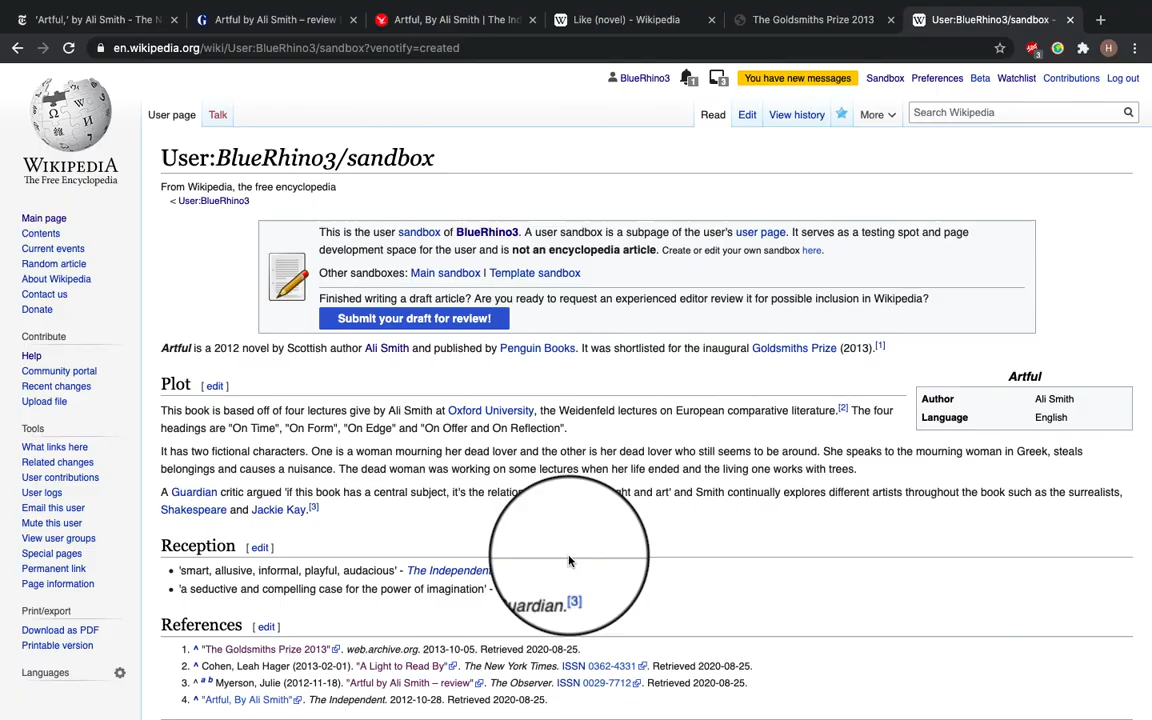 'Artful,' by Ali Smith - The N
Artful by Ali Smith – review
Artful, By Ali Smith | The Ind
Like (novel) - Wikipedia
The Goldsmiths Prize 2013
User:BlueRhino3/sandbox -
en.wikipedia.org/wiki/User:BlueRhino3/sandbox?venotify=created
BlueRhino3 1 3 You have new messages Sandbox Preferences Beta Watchlist Contributions Log out
User page Talk Read Edit View history More Search Wikipedia
WIKIPEDIA
The Free Encyclopedia
Main page
Contents
Current events
Random article
About Wikipedia
Contact us
Donate
Contribute
Help
Community portal
Recent changes
Upload file
Tools
What links here
Related changes
User contributions
User logs
Email this user
Mute this user
View user groups
Special pages
Permanent link
Page information
Print/export
Download as PDF
Printable version
Languages
User:BlueRhino3/sandbox
From Wikipedia, the free encyclopedia
< User:BlueRhino3
This is the user sandbox of BlueRhino3. A user sandbox is a subpage of the user's user page. It serves as a testing spot and page
development space for the user and is not an encyclopedia article. Create or edit your own sandbox here.
Other sandboxes: Main sandbox | Template sandbox
Finished writing a draft article? Are you ready to request an experienced editor review it for possible inclusion in Wikipedia?
Submit your draft for review!
Artful is a 2012 novel by Scottish author Ali Smith and published by Penguin Books. It was shortlisted for the inaugural Goldsmiths Prize (2013).[1]
Artful
Author Ali Smith
Language English
Plot [ edit ]
This book is based off of four lectures give by Ali Smith at Oxford University, the Weidenfeld lectures on European comparative literature.[2] The four
headings are "On Time", "On Form", "On Edge" and "On Offer and On Reflection".
It has two fictional characters. One is a woman mourning her dead lover and the other is her dead lover who still seems to be around. She speaks to the mourning woman in Greek, steals
belongings and causes a nuisance. The dead woman was working on some lectures when her life ended and the living one works with trees.
A Guardian critic argued 'if this book has a central subject, it's the relation ght and art' and Smith continually explores different artists throughout the book such as the surrealists,
Shakespeare and Jackie Kay.[3]
Reception [ edit ]
• 'smart, allusive, informal, playful, audacious' - The Independent
• 'a seductive and compelling case for the power of imagination' - uardian.[3]
References [ edit ]
1. ^ "The Goldsmiths Prize 2013". web.archive.org. 2013-10-05. Retrieved 2020-08-25.
2. ^ Cohen, Leah Hager (2013-02-01). "A Light to Read By". The New York Times. ISSN 0362-4331. Retrieved 2020-08-25.
3. ^ a b Myerson, Julie (2012-11-18). "Artful by Ali Smith – review". The Observer. ISSN 0029-7712. Retrieved 2020-08-25.
4. ^ "Artful, By Ali Smith". The Independent. 2012-10-28. Retrieved 2020-08-25.